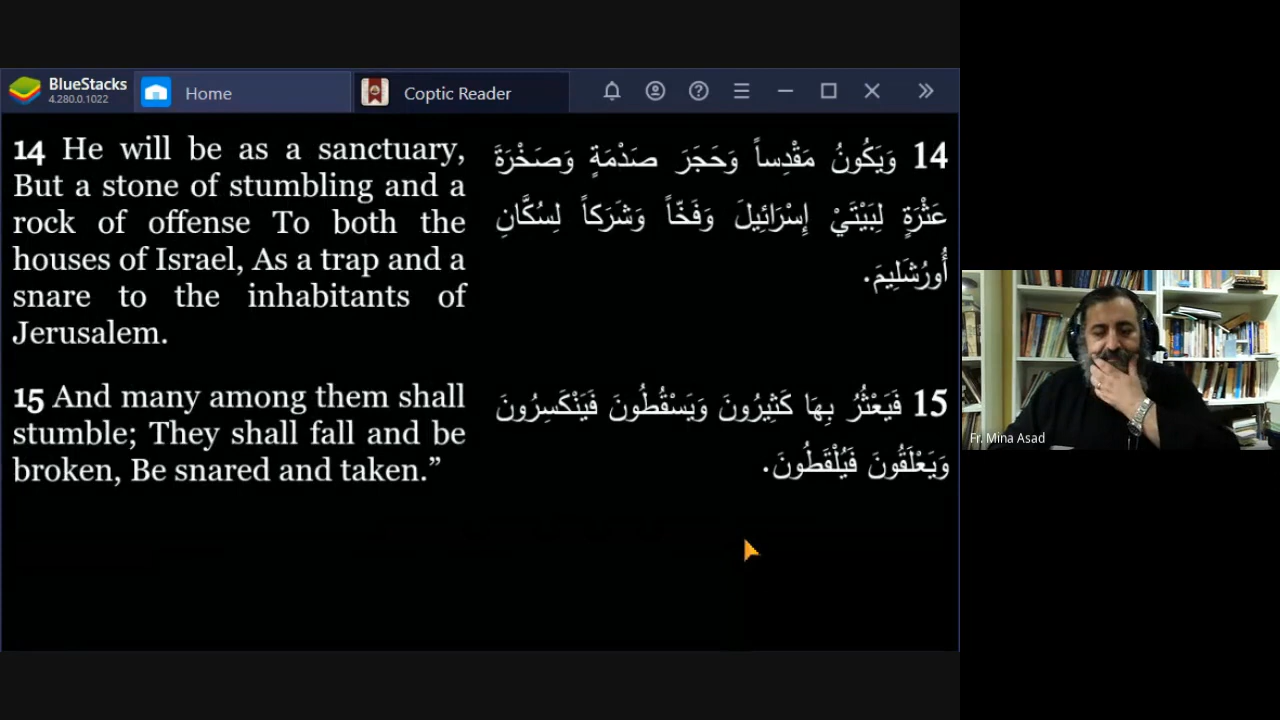 BlueStacks
4.280.0.1022
Home
Coptic Reader
14 He will be as a sanctuary,
But a stone of stumbling and a
rock of offense To both the
houses of Israel, As a trap and a
snare to the inhabitants of
Jerusalem.
14 وَيَكُونُ مَقْدِساً وَحَجَرَ صَدْمَةٍ وَصَخْرَةَ
عَثْرَةٍ لِبَيْتَيْ إِسْرَائِيلَ وَفَخّاً وَشَرَكاً لِسُكَّانِ
أُورُشَلِيمَ.
15 And many among them shall
stumble; They shall fall and be
broken, Be snared and taken.”
15 فَيَعْثُرُ بِهَا كَثِيرُونَ وَيَسْقُطُونَ فَيَنْكَسِرُونَ
وَيَعْلَقُونَ فَيُلْقَطُونَ.
Fr. Mina Asad